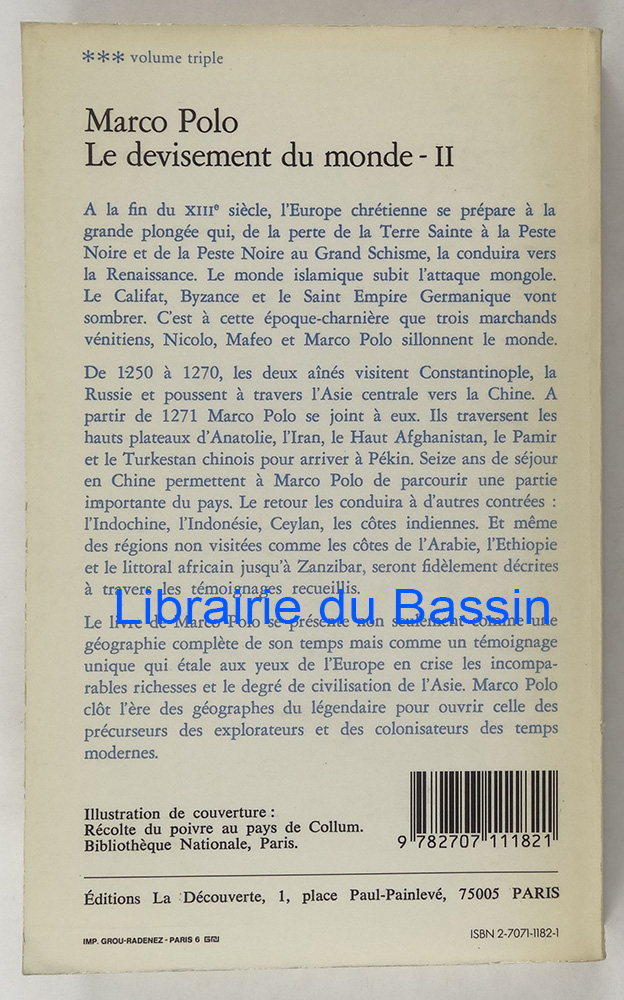 *** volume triple
Marco Polo
Le devisement du monde - II
A la fin du XIIIe siècle, l'Europe chrétienne se prépare à la
grande plongée qui, de la perte de la Terre Sainte à la Peste
Noire et de la Peste Noire au Grand Schisme, la conduira vers
la Renaissance. Le monde islamique subit l'attaque mongole.
Le Califat, Byzance et le Saint Empire Germanique vont
sombrer. C'est à cette époque-charnière que trois marchands
vénitiens, Nicolo, Mafeo et Marco Polo sillonnent le monde.
De 1250 à 1270, les deux aînés visitent Constantinople, la
Russie et poussent à travers l'Asie centrale vers la Chine. A
partir de 1271 Marco Polo se joint à eux. Ils traversent les
hauts plateaux d'Anatolie, l'Iran, le Haut Afghanistan, le Pamir
et le Turkestan chinois pour arriver à Pékin. Seize ans de séjour
en Chine permettent à Marco Polo de parcourir une partie
importante du pays. Le retour les conduira à d'autres contrées :
l'Indochine, l'Indonésie, Ceylan, les côtes indiennes. Et même
des régions non visitées comme les côtes de l'Arabie, l'Ethiopie
et le littoral africain jusqu'à Zanzibar, seront fidèlement décrites
à travers les témoignages recueillis.
Librairie du Bassin
Le livre de Marco Polo se présente non seulement comme une
géographie complète de son temps mais comme un témoignage
unique qui étale aux yeux de l'Europe en crise les incompa-
rables richesses et le degré de civilisation de l'Asie. Marco Polo
clôt l'ère des géographes du légendaire pour ouvrir celle des
précurseurs des explorateurs et des colonisateurs des temps
modernes.
Illustration de couverture :
Récolte du poivre au pays de Collum.
Bibliothèque Nationale, Paris.
9 782707 111821
Éditions La Découverte, 1, place Paul-Painlevé, 75005 PARIS
IMP. GROU-RADENEZ - PARIS 6 GRJ
ISBN 2-7071-1182-1